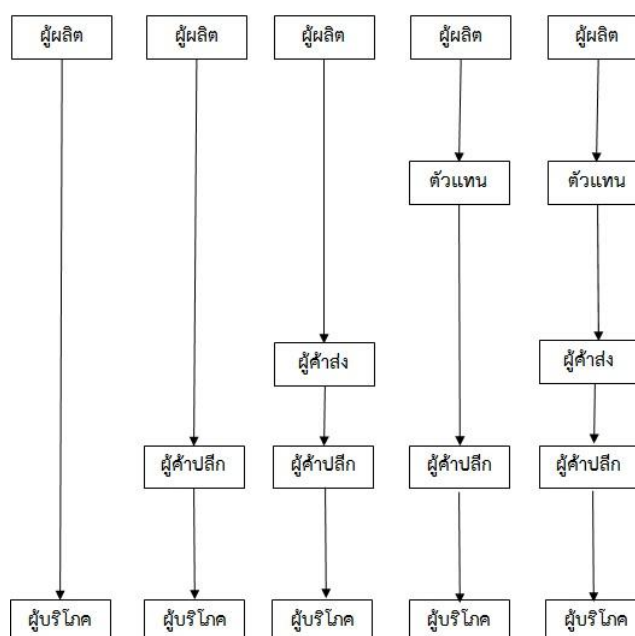 ผู้ผลิต ผู้ผลิต ผู้ผลิต ผู้ผลิต ผู้ผลิต
ตัวแทน ตัวแทน
ผู้ค้าส่ง ผู้ค้าส่ง
ผู้ค้าปลีก ผู้ค้าปลีก ผู้ค้าปลีก ผู้ค้าปลีก
ผู้บริโภค ผู้บริโภค ผู้บริโภค ผู้บริโภค ผู้บริโภค